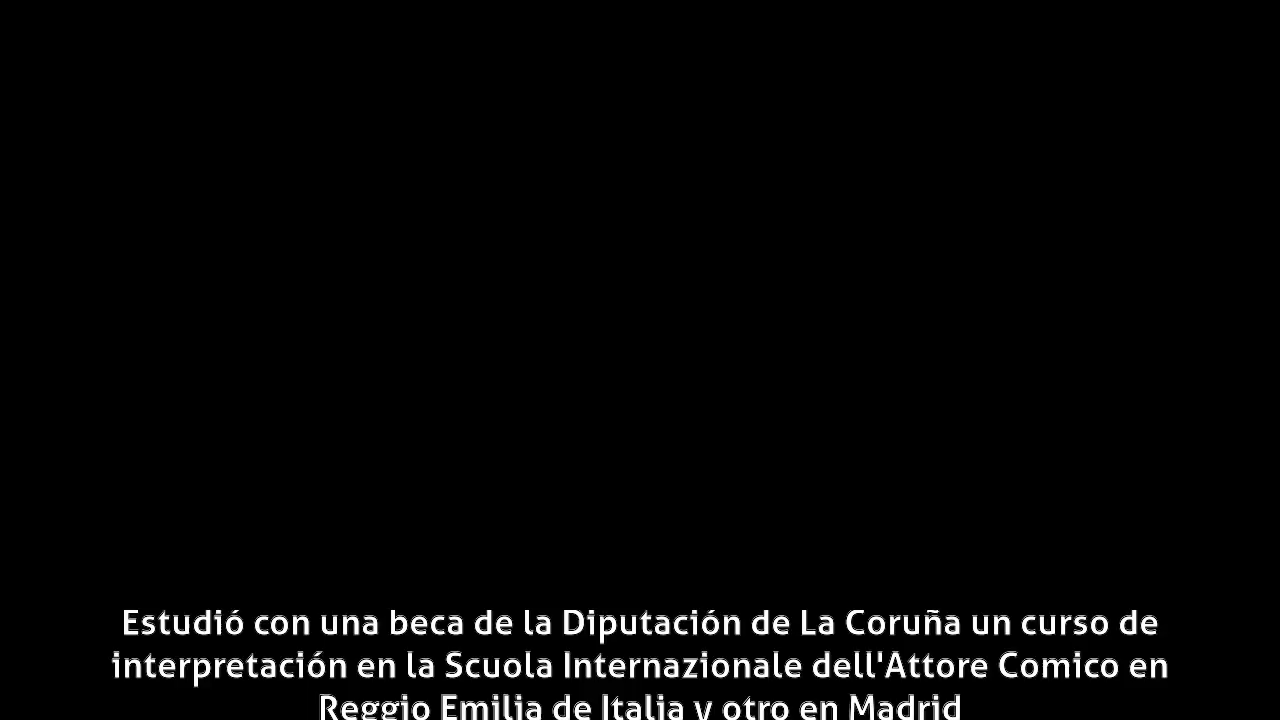 Estudió con una beca de la Diputación de La Coruña un curso de
interpretación en la Scuola Internazionale dell'Attore Comico en
Reggio Emilia de Italia y otro en Madrid